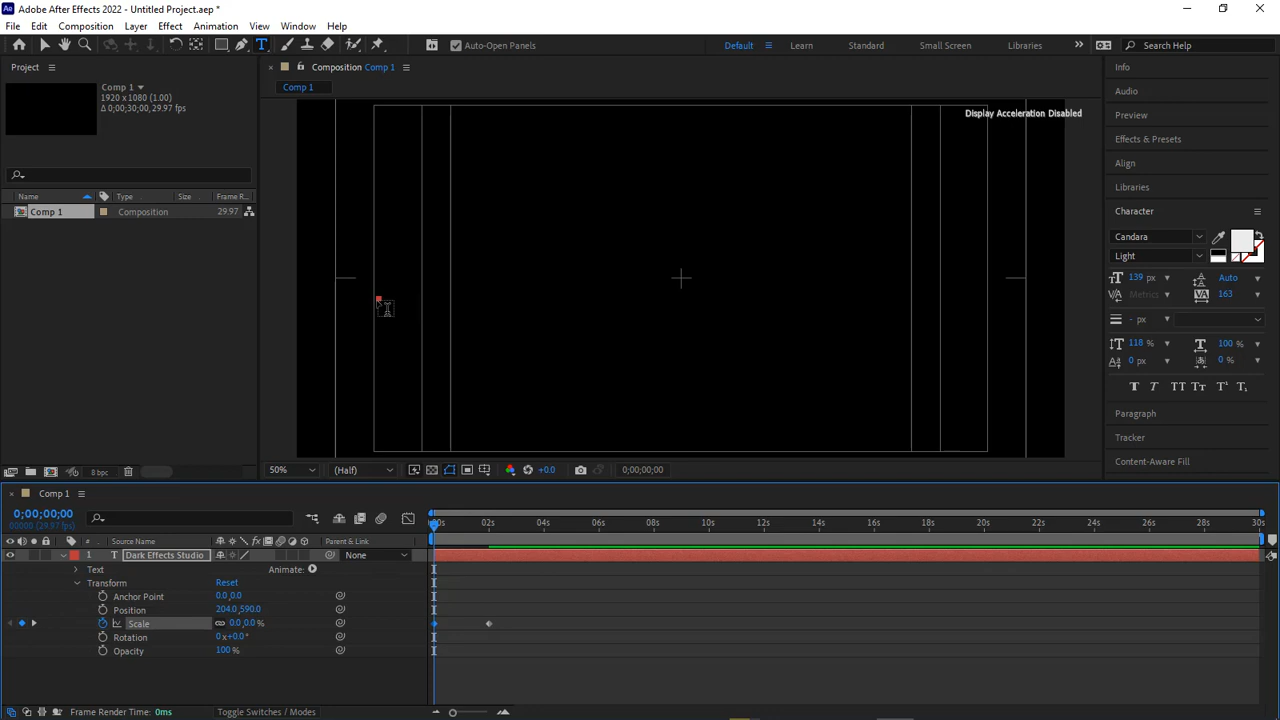 Adobe After Effects 2022 - Untitled Project.aep *
File Edit Composition Layer Effect Animation View Window Help
Auto-Open Panels
Default Learn Standard Small Screen Libraries Search Help
Project
Composition Comp 1
Comp 1
Comp 1
1920 x 1080 (1.00)
Δ 0;00;30;00, 29.97 fps
Display Acceleration Disabled
Name Type Size Frame R...
Comp 1 Composition 29.97
8 bpc
50% (Half) +0.0 0;00;00;00
Info
Audio
Preview
Effects & Presets
Align
Libraries
Character
Candara
Light
139 px Auto
Metrics 163
- px
118 % 100 %
0 px 0 %
Paragraph
Tracker
Content-Aware Fill
Comp 1
0;00;00;00
00000 (29.97 fps)
:00s 02s 04s 06s 08s 10s 12s 14s 16s 18s 20s 22s 24s 26s 28s 30s
# Source Name Parent & Link
1 T Dark Effects Studio None
Text Animate:
Transform Reset
Anchor Point 0.0,0.0
Position 204.0,590.0
Scale 0.0,0.0 %
Rotation 0x+0.0°
Opacity 100 %
Frame Render Time: 0ms Toggle Switches / Modes